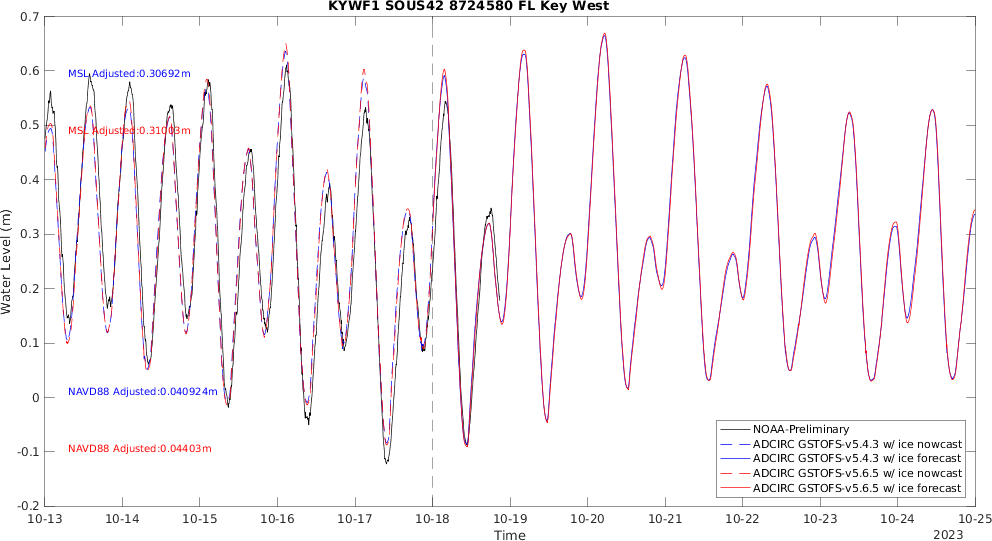 KYWF1 SOUS42 8724580 FL Key West
0.7
0.6
0.5
0.4
0.3
0.2
0.1
0
-0.1
-0.2
Water Level (m)
MSL Adjusted:0.30692m
MSL Adjusted:0.31003m
NAVD88 Adjusted:0.040924m
NAVD88 Adjusted:0.04403m
NOAA-Preliminary
ADCIRC GSTOFS-v5.4.3 w/ ice nowcast
ADCIRC GSTOFS-v5.4.3 w/ ice forecast
ADCIRC GSTOFS-v5.6.5 w/ ice nowcast
ADCIRC GSTOFS-v5.6.5 w/ ice forecast
10-13 10-14 10-15 10-16 10-17 10-18 10-19 10-20 10-21 10-22 10-23 10-24 10-25
Time
2023